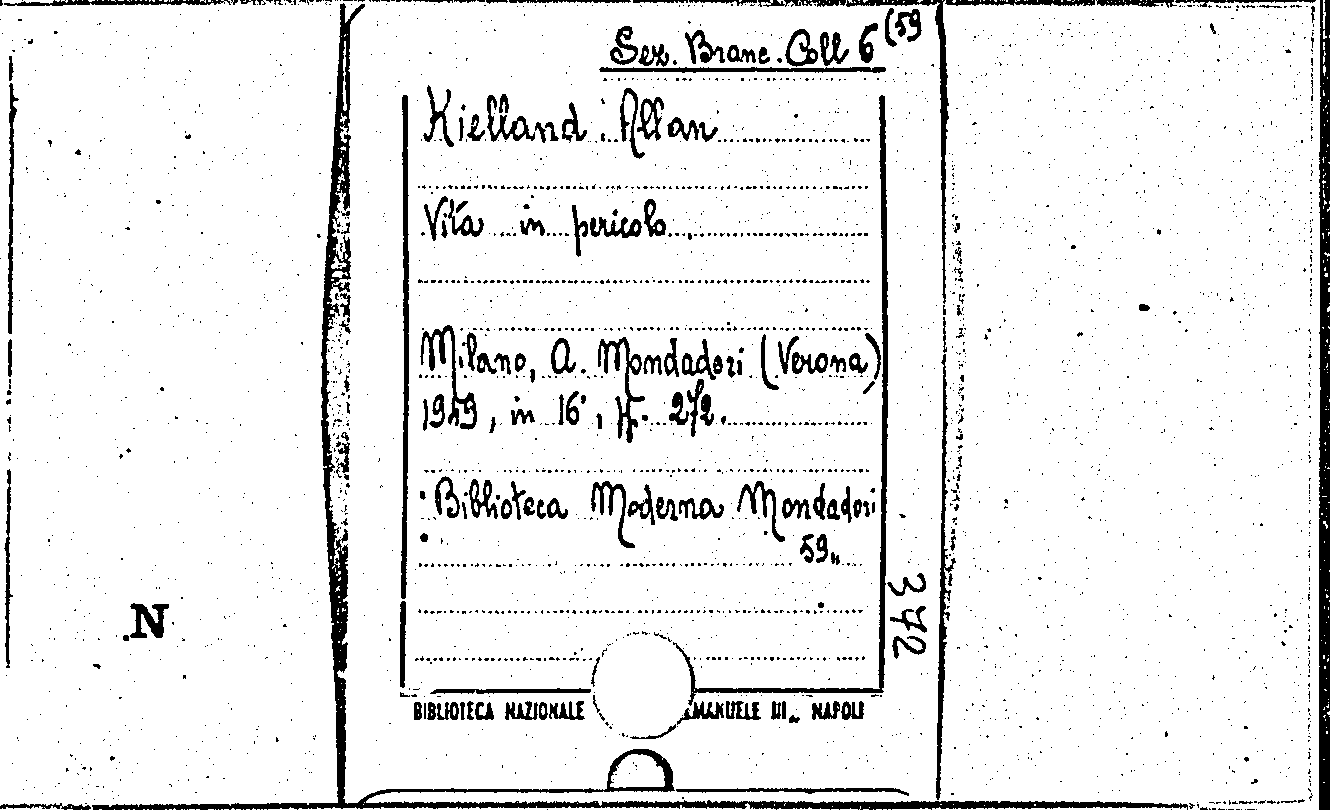 Sez. Branc. Coll 6 (59
Kielland Allan
Vita in pericolo.
Milano, A. Mondadori (Verona)
1949, in 16°, pp. 272.
"Biblioteca Moderna Mondadori
59"
372
.N
BIBLIOTECA NAZIONALE EMANUELE III" NAPOLI